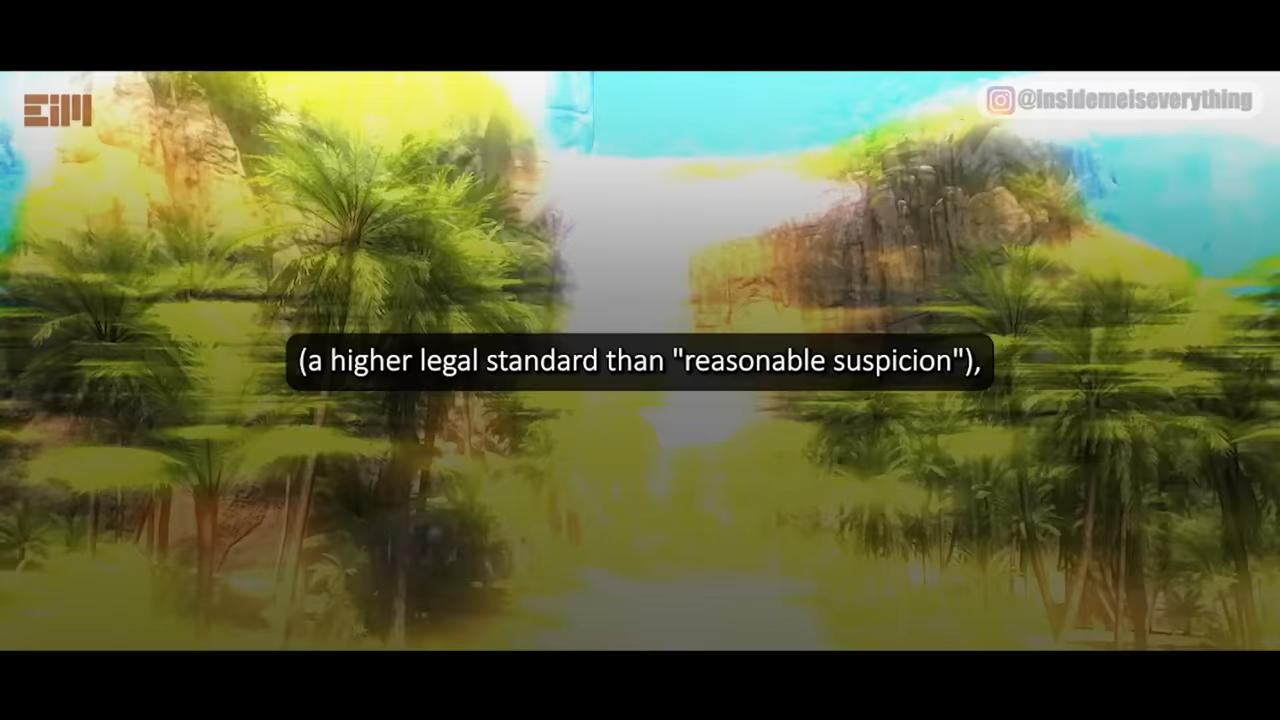 EiM
@insidemeiseverything
(a higher legal standard than "reasonable suspicion"),